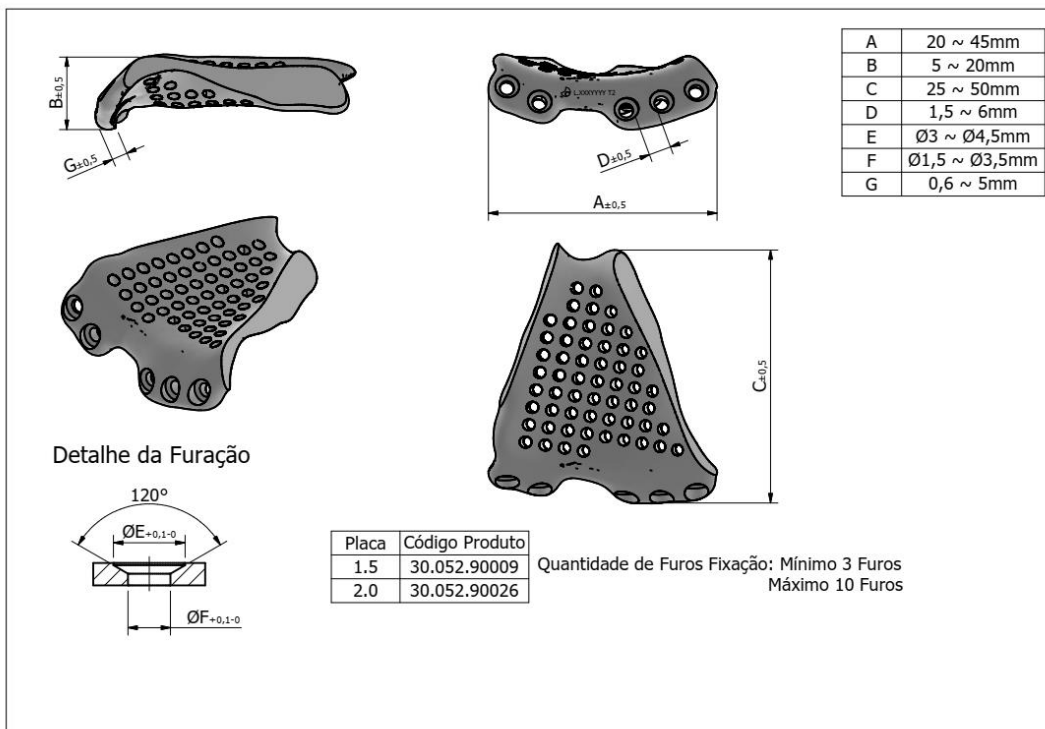 B±0,5
G±0,5
L.XXXYYYY T2
D±0,5
A±0,5
A 20 ~ 45mm
B 5 ~ 20mm
C 25 ~ 50mm
D 1,5 ~ 6mm
E Ø3 ~ Ø4,5mm
F Ø1,5 ~ Ø3,5mm
G 0,6 ~ 5mm
C±0,5
Detalhe da Furação
120°
ØE+0,1-0
ØF+0,1-0
Placa Código Produto
1.5 30.052.90009
2.0 30.052.90026
Quantidade de Furos Fixação: Mínimo 3 Furos
Máximo 10 Furos